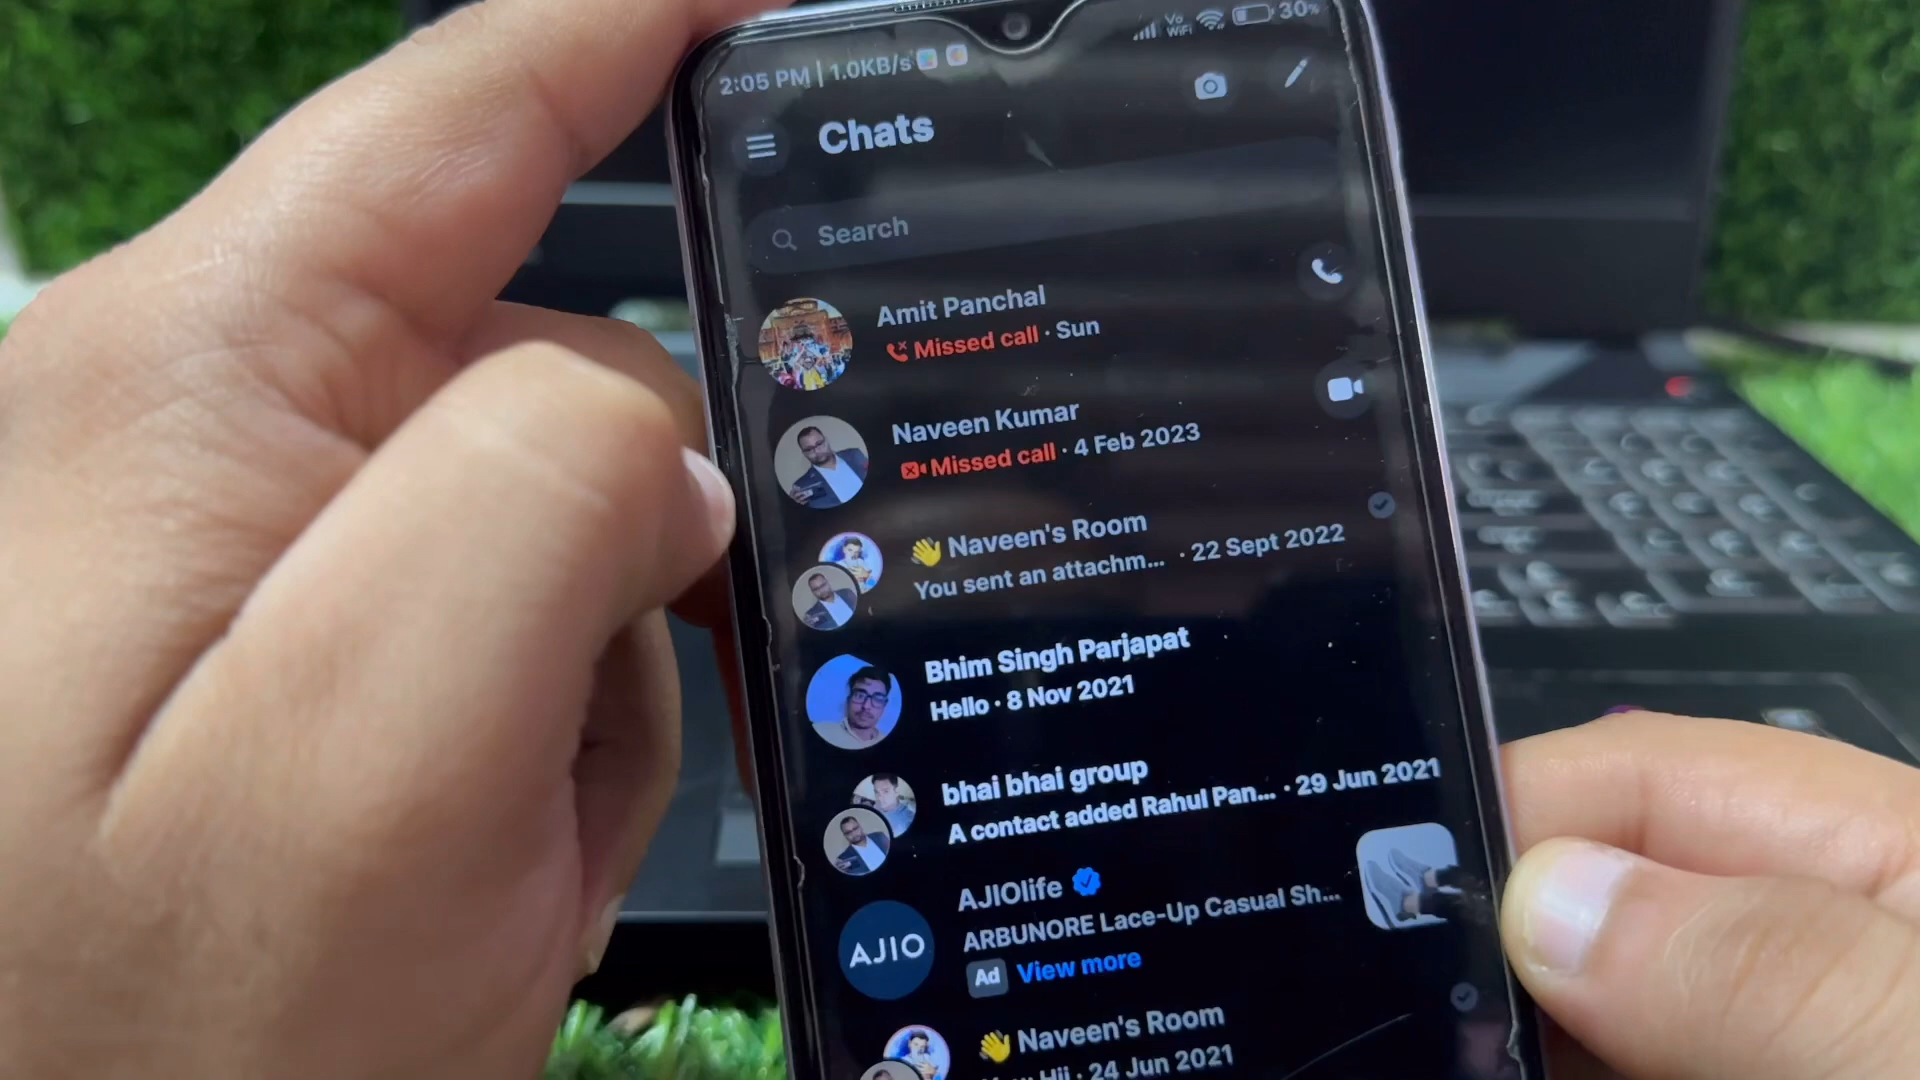 2:05 PM | 1.0KB/s Vo WiFi 30%
Chats
Search
Amit Panchal
Missed call · Sun
Naveen Kumar
Missed call · 4 Feb 2023
👋 Naveen's Room
You sent an attachm... · 22 Sept 2022
Bhim Singh Parjapat
Hello · 8 Nov 2021
bhai bhai group
A contact added Rahul Pan... · 29 Jun 2021
AJIO
AJIOlife
ARBUNORE Lace-Up Casual Sh...
Ad View more
👋 Naveen's Room
Hii · 24 Jun 2021